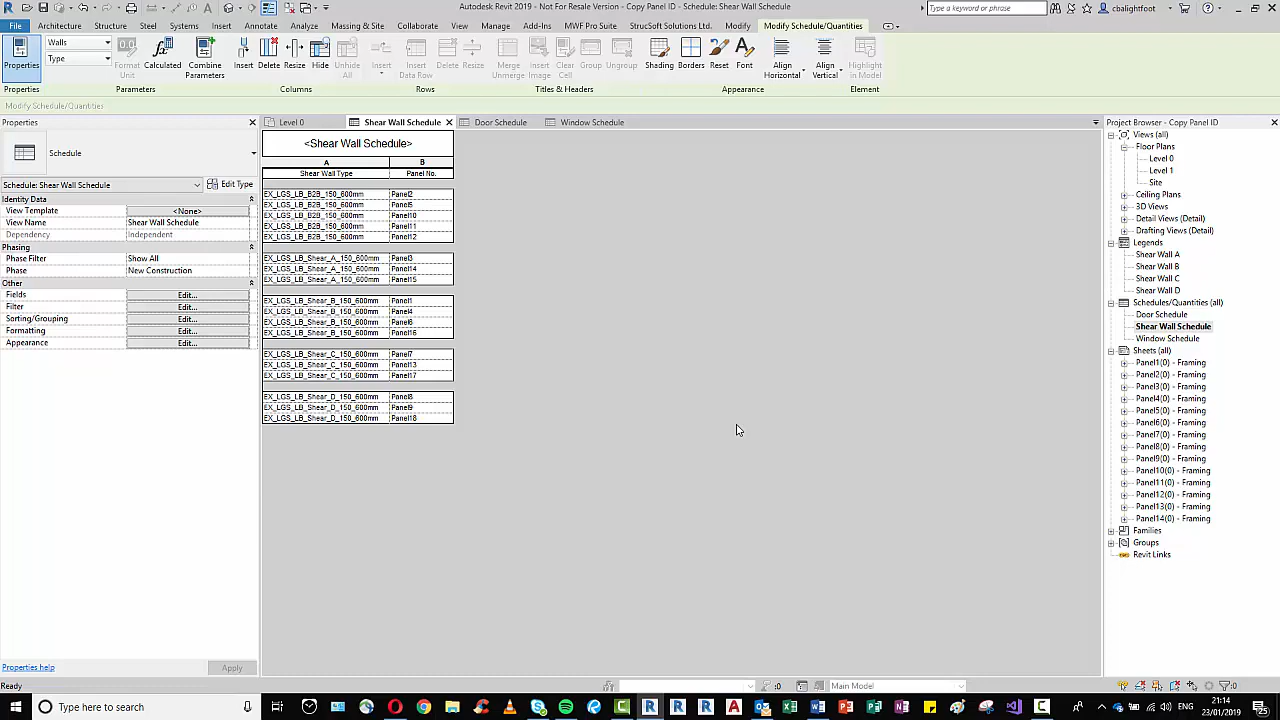 Autodesk Revit 2019 - Not For Resale Version - Copy Panel ID - Schedule: Shear Wall Schedule
Type a keyword or phrase
cbalightfoot
File Architecture Structure Steel Systems Insert Annotate Analyze Massing & Site Collaborate View Manage Add-Ins MWF Pro Suite StrucSoft Solutions Ltd. Modify Modify Schedule/Quantities
Walls
Type
Properties Format Unit Calculated Combine Parameters Insert Delete Resize Hide Unhide All Insert Insert Data Row Delete Resize Merge Unmerge Insert Image Clear Cell Group Ungroup Shading Borders Reset Font Align Horizontal Align Vertical Highlight in Model
Properties Parameters Columns Rows Titles & Headers Appearance Element
Modify Schedule/Quantities
Properties
Level 0 Shear Wall Schedule Door Schedule Window Schedule
Project Browser - Copy Panel ID
Schedule
Schedule: Shear Wall Schedule
Edit Type
Identity Data
View Template <None>
View Name Shear Wall Schedule
Dependency Independent
Phasing
Phase Filter Show All
Phase New Construction
Other
Fields Edit...
Filter Edit...
Sorting/Grouping Edit...
Formatting Edit...
Appearance Edit...
Properties help
Apply
<Shear Wall Schedule>
A B
Shear Wall Type Panel No.
EX_LGS_LB_B2B_150_600mm Panel2
EX_LGS_LB_B2B_150_600mm Panel5
EX_LGS_LB_B2B_150_600mm Panel10
EX_LGS_LB_B2B_150_600mm Panel11
EX_LGS_LB_B2B_150_600mm Panel12
EX_LGS_LB_Shear_A_150_600mm Panel3
EX_LGS_LB_Shear_A_150_600mm Panel14
EX_LGS_LB_Shear_A_150_600mm Panel15
EX_LGS_LB_Shear_B_150_600mm Panel1
EX_LGS_LB_Shear_B_150_600mm Panel4
EX_LGS_LB_Shear_B_150_600mm Panel6
EX_LGS_LB_Shear_B_150_600mm Panel16
EX_LGS_LB_Shear_C_150_600mm Panel7
EX_LGS_LB_Shear_C_150_600mm Panel13
EX_LGS_LB_Shear_C_150_600mm Panel17
EX_LGS_LB_Shear_D_150_600mm Panel8
EX_LGS_LB_Shear_D_150_600mm Panel9
EX_LGS_LB_Shear_D_150_600mm Panel18
Views (all)
Floor Plans
Level 0
Level 1
Site
Ceiling Plans
3D Views
Detail Views (Detail)
Drafting Views (Detail)
Legends
Shear Wall A
Shear Wall B
Shear Wall C
Shear Wall D
Schedules/Quantities (all)
Door Schedule
Shear Wall Schedule
Window Schedule
Sheets (all)
Panel1(0) - Framing
Panel2(0) - Framing
Panel3(0) - Framing
Panel4(0) - Framing
Panel5(0) - Framing
Panel6(0) - Framing
Panel7(0) - Framing
Panel8(0) - Framing
Panel9(0) - Framing
Panel10(0) - Framing
Panel11(0) - Framing
Panel12(0) - Framing
Panel13(0) - Framing
Panel14(0) - Framing
Families
Groups
Revit Links
Ready
:0
Main Model
:0
Type here to search
ENG
21:14
23/01/2019